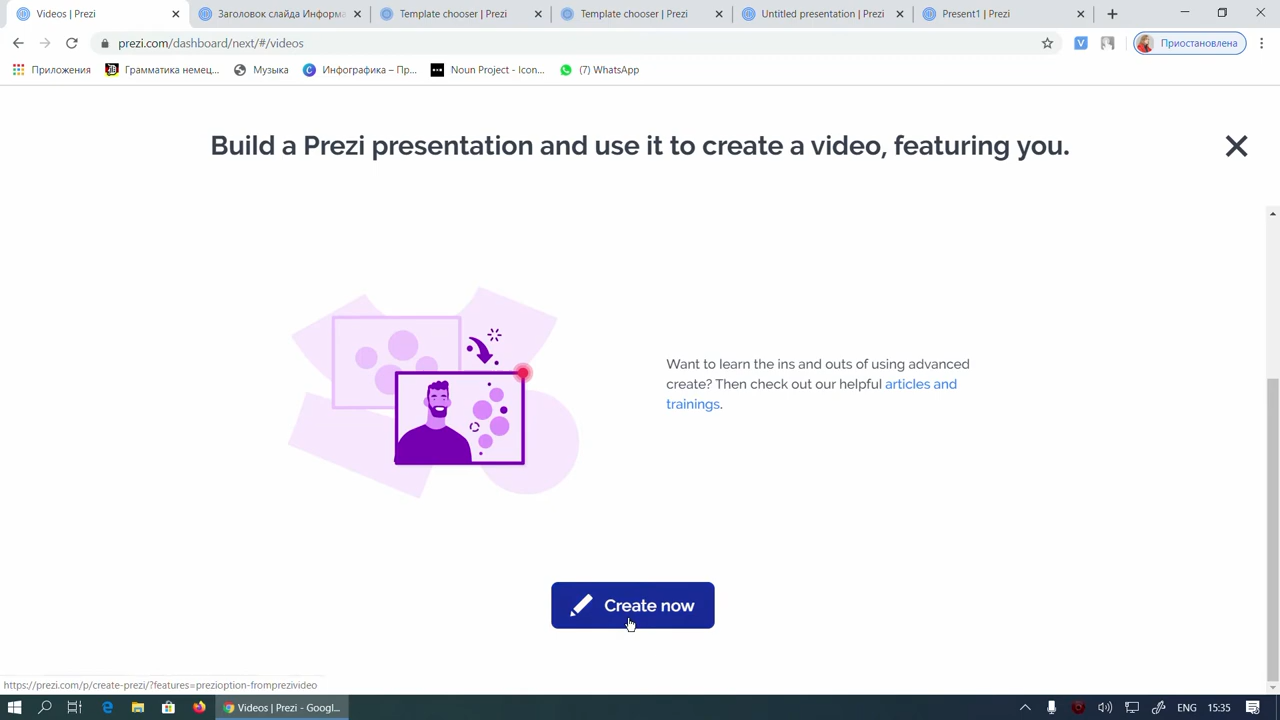 Videos | Prezi
Заголовок слайда Информ
Template chooser | Prezi
Template chooser | Prezi
Untitled presentation | Prezi
Present1 | Prezi
prezi.com/dashboard/next/#/videos
Приостановлена
Приложения
Грамматика немец...
Музыка
Инфографика – Пр...
Noun Project - Icon...
(7) WhatsApp
Build a Prezi presentation and use it to create a video, featuring you.
Want to learn the ins and outs of using advanced
create? Then check out our helpful articles and
trainings.
Create now
https://prezi.com/p/create-prezi/?features=prezioption-fromprezivideo
Videos | Prezi - Googl...
ENG
15:35